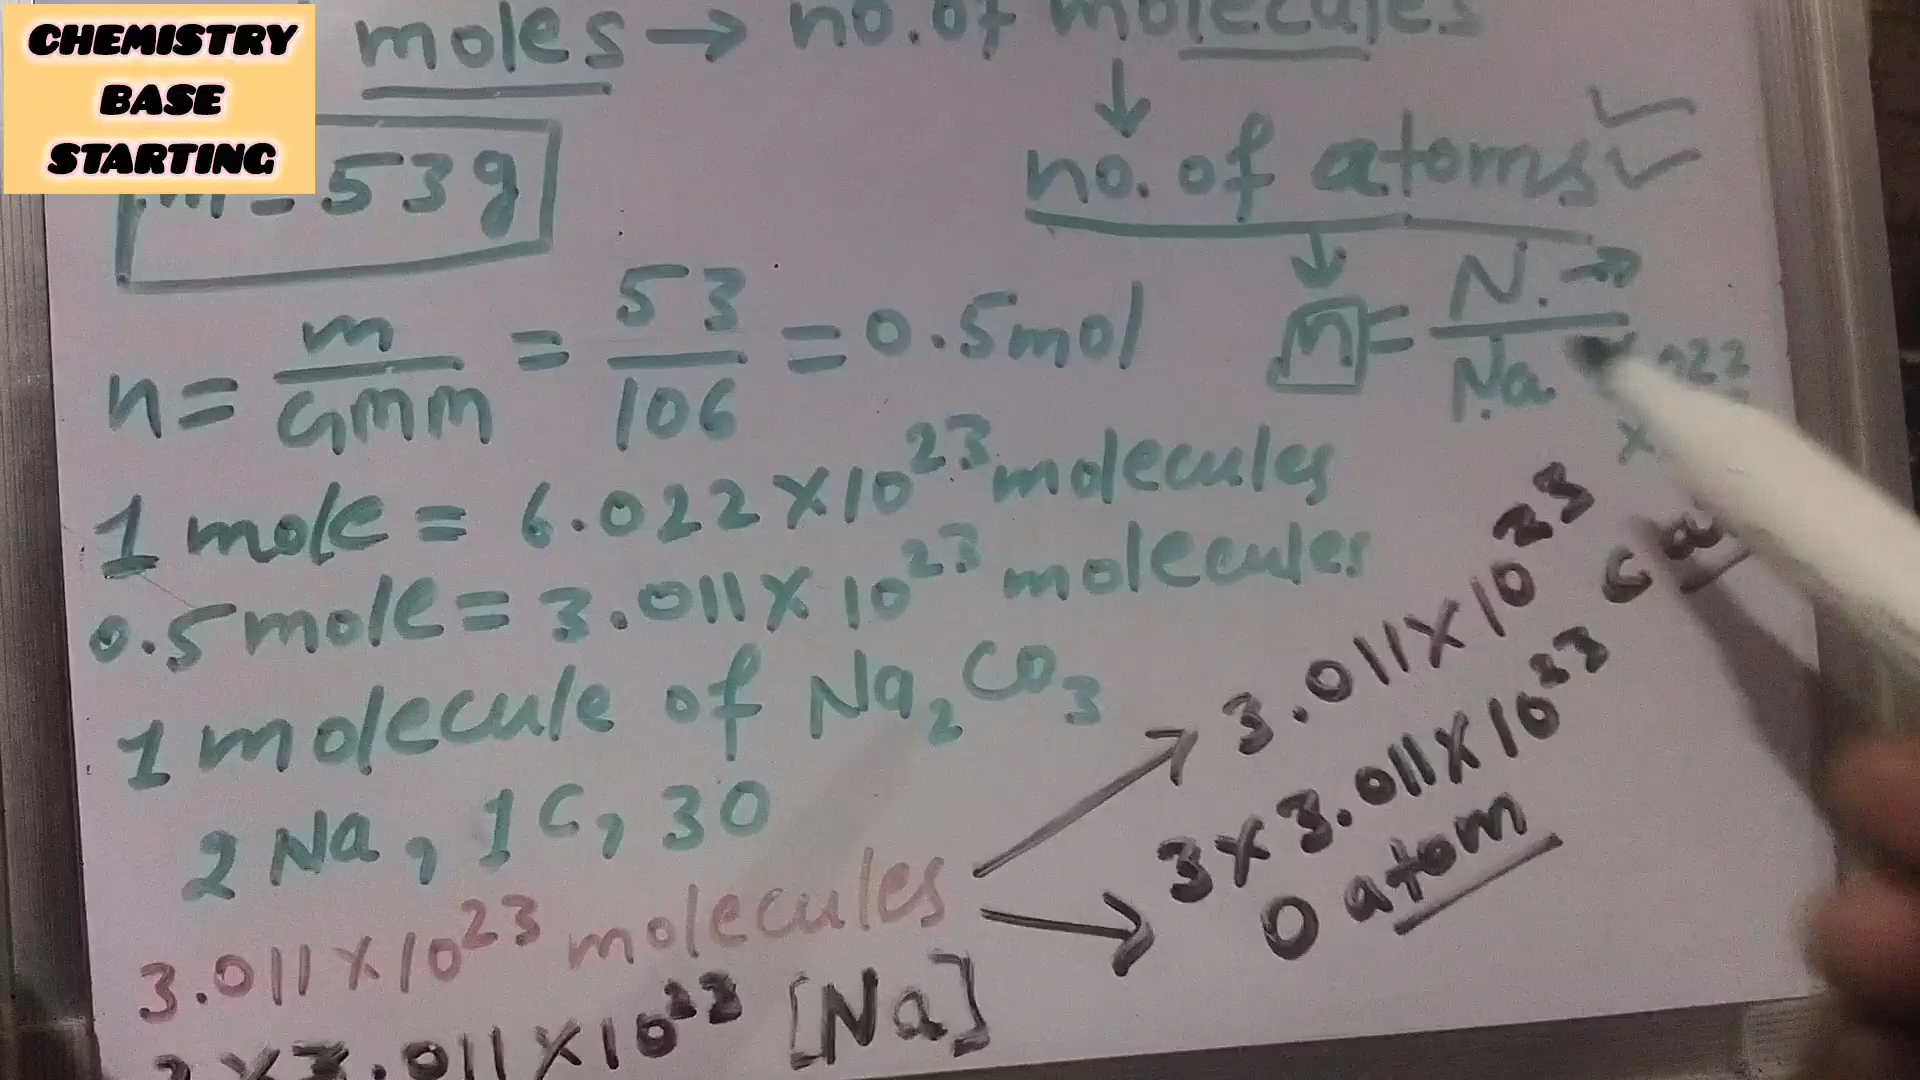 CHEMISTRY
BASE
STARTING
moles → no. of molecules
↓
no. of atoms ✓✓
m = 53g
n = m/GMM = 53/106 = 0.5 mol
n = N/Na → 022
x
1 mole = 6.022 x 10^23 molecules
0.5 mole = 3.011 x 10^23 molecules
1 molecule of Na₂CO₃
2 Na, 1C, 3O
3.011 x 10^23 molecules
3.011 x 10^23
3 x 3.011 x 10^23
O atom
x 3.011 x 10^23 [Na]